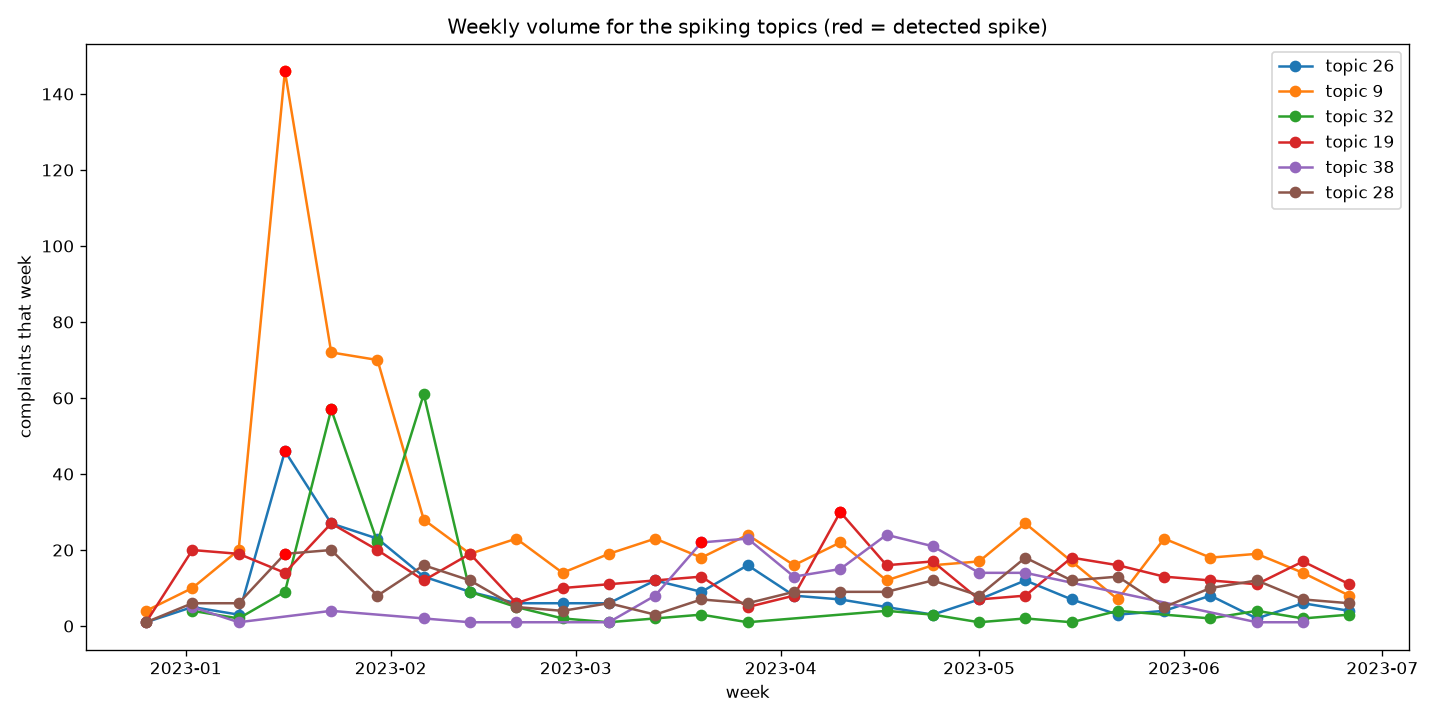 Weekly volume for the spiking topics (red = detected spike)
complaints that week
140
120
100
80
60
40
20
0
topic 26
topic 9
topic 32
topic 19
topic 38
topic 28
2023-01
2023-02
2023-03
2023-04
2023-05
2023-06
2023-07
week